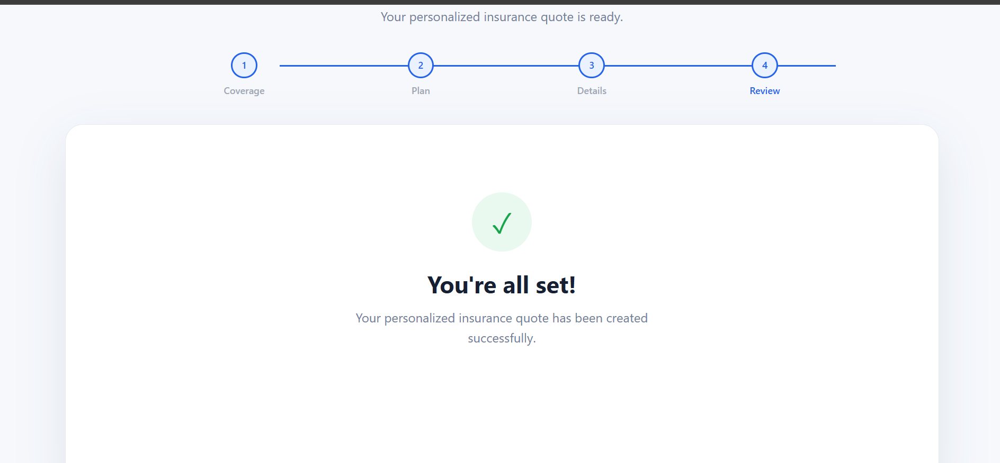 Your personalized insurance quote is ready.
1 2 3 4
Coverage Plan Details Review
✓
You're all set!
Your personalized insurance quote has been created
successfully.